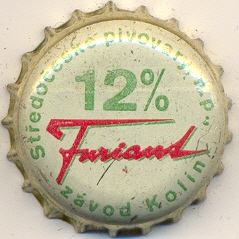 Středočeské pivovary, s.p.,
12%
Furiant
závod Kolín